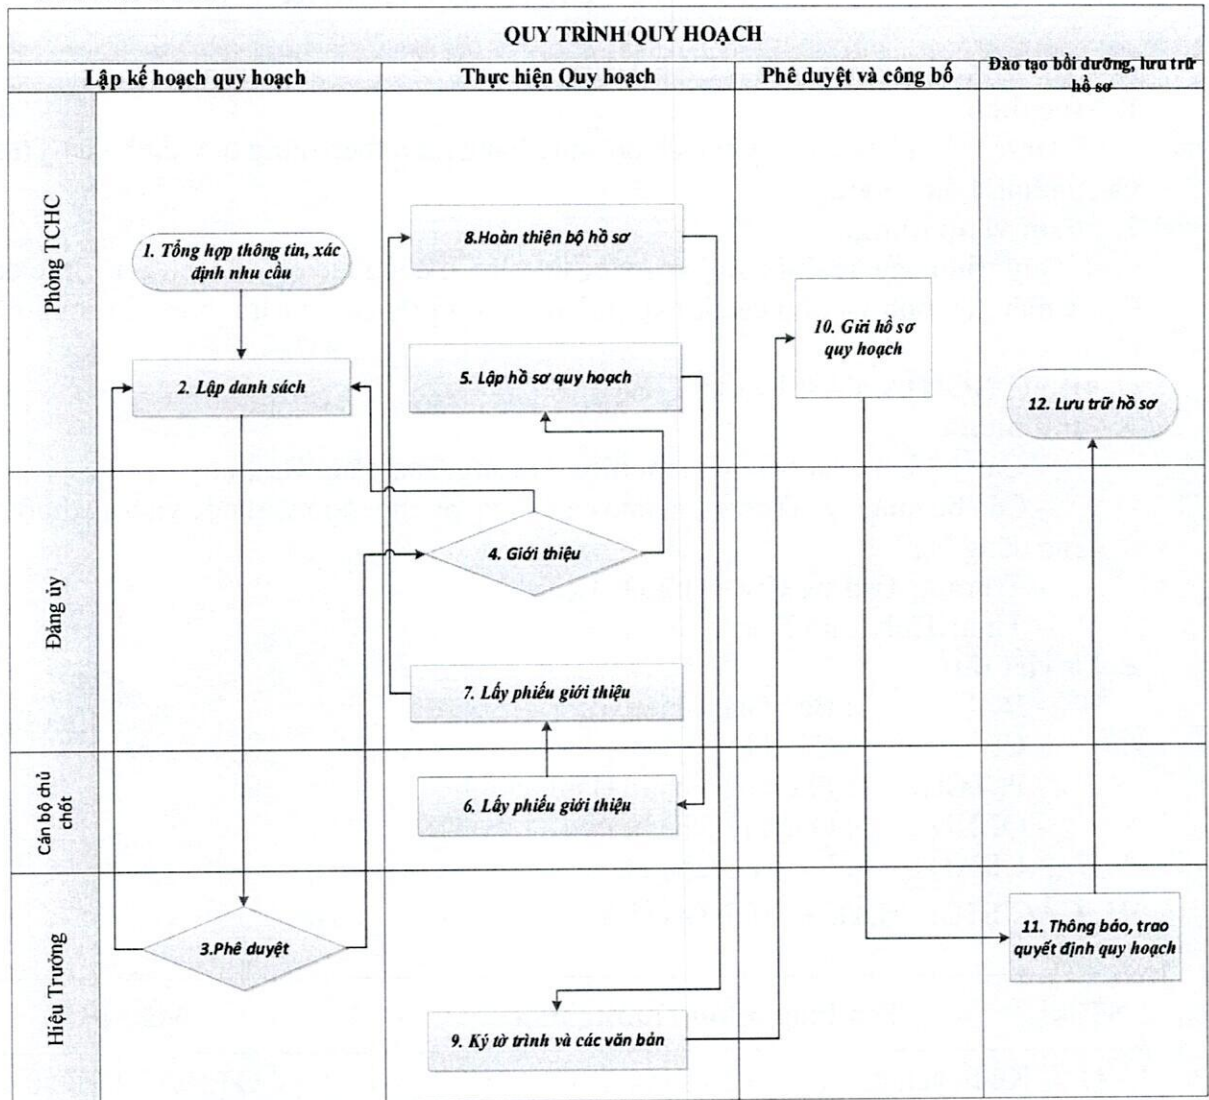 QUY TRÌNH QUY HOẠCH
Lập kế hoạch quy hoạch
Thực hiện Quy hoạch
Phê duyệt và công bố
Đào tạo bồi dưỡng, lưu trữ
hồ sơ
Phòng TCHC
1. Tổng hợp thông tin, xác
định nhu cầu
2. Lập danh sách
8.Hoàn thiện bộ hồ sơ
5. Lập hồ sơ quy hoạch
10. Gửi hồ sơ
quy hoạch
12. Lưu trữ hồ sơ
Đảng ủy
4. Giới thiệu
7. Lấy phiếu giới thiệu
Cán bộ chủ
chốt
6. Lấy phiếu giới thiệu
Hiệu Trưởng
3.Phê duyệt
9. Ký tờ trình và các văn bản
11. Thông báo, trao
quyết định quy hoạch